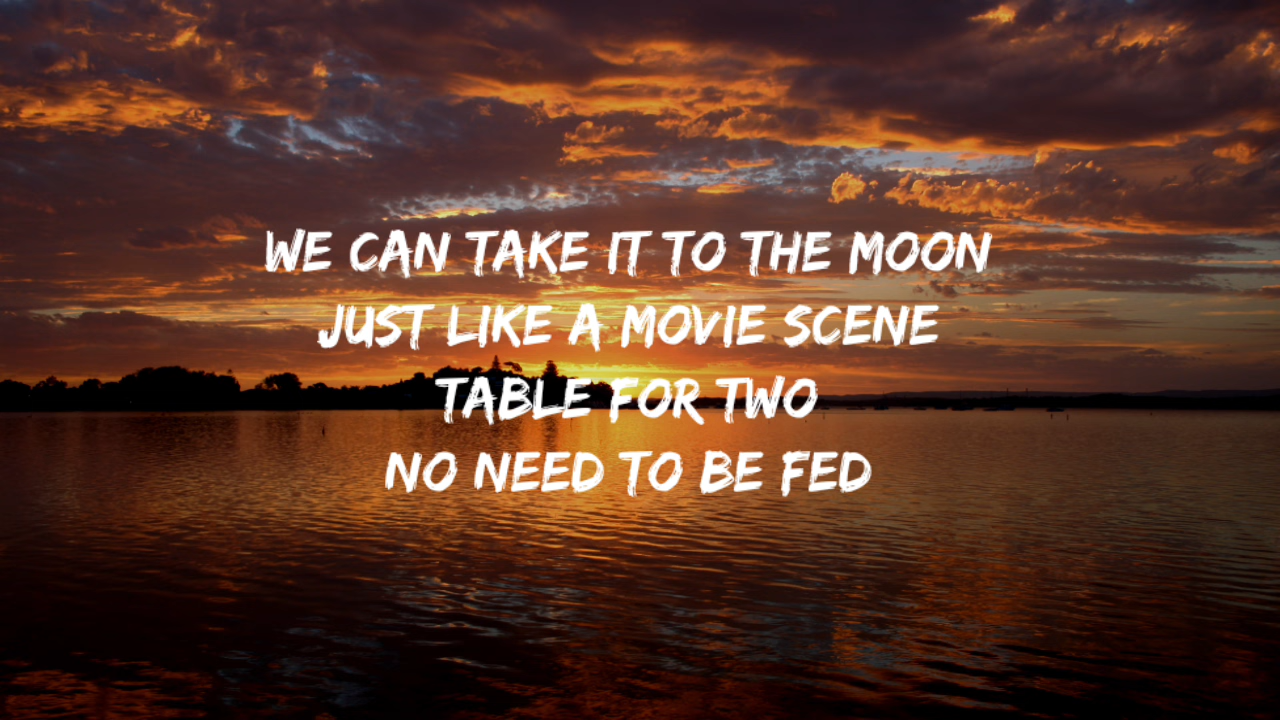 WE CAN TAKE IT TO THE MOON
JUST LIKE A MOVIE SCENE
TABLE FOR TWO
NO NEED TO BE FED